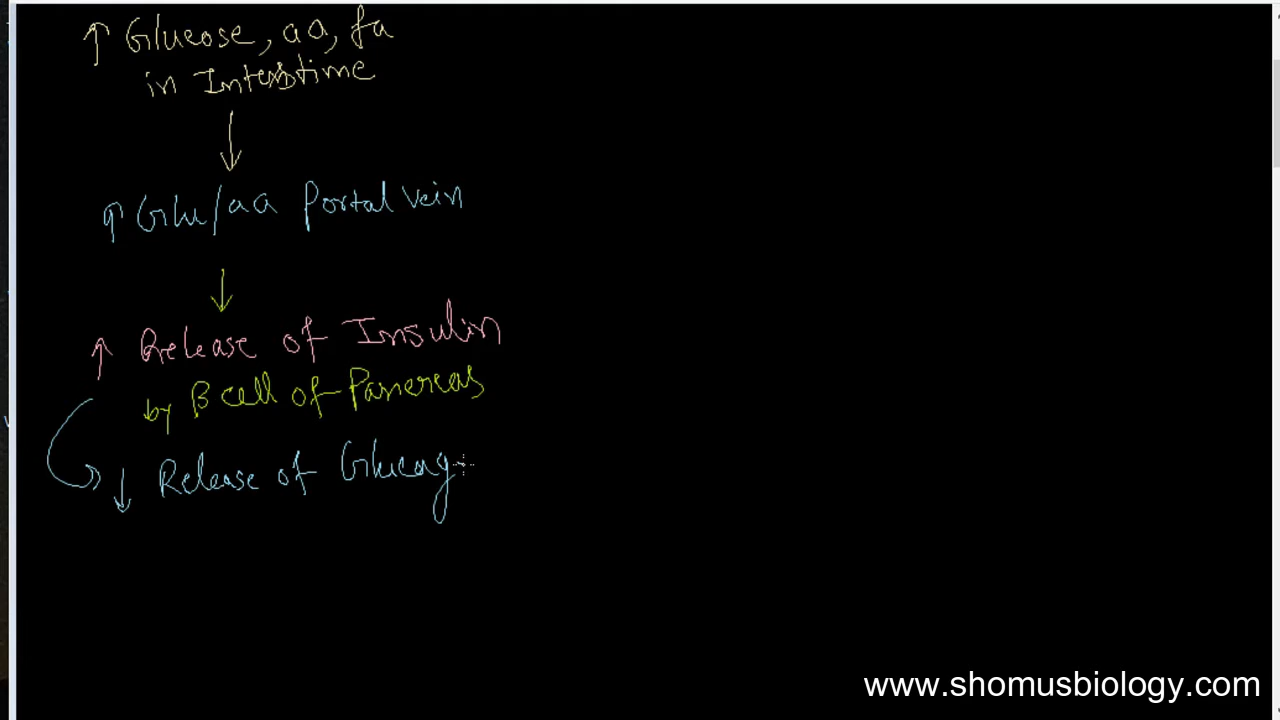 ↑ Glucose, aa, fa
in Intestine
↓
↑ Glu/aa Portal vein
↓
↑ Release of Insulin
by β cell of Pancreas
↓ Release of Glucag
www.shomusbiology.com